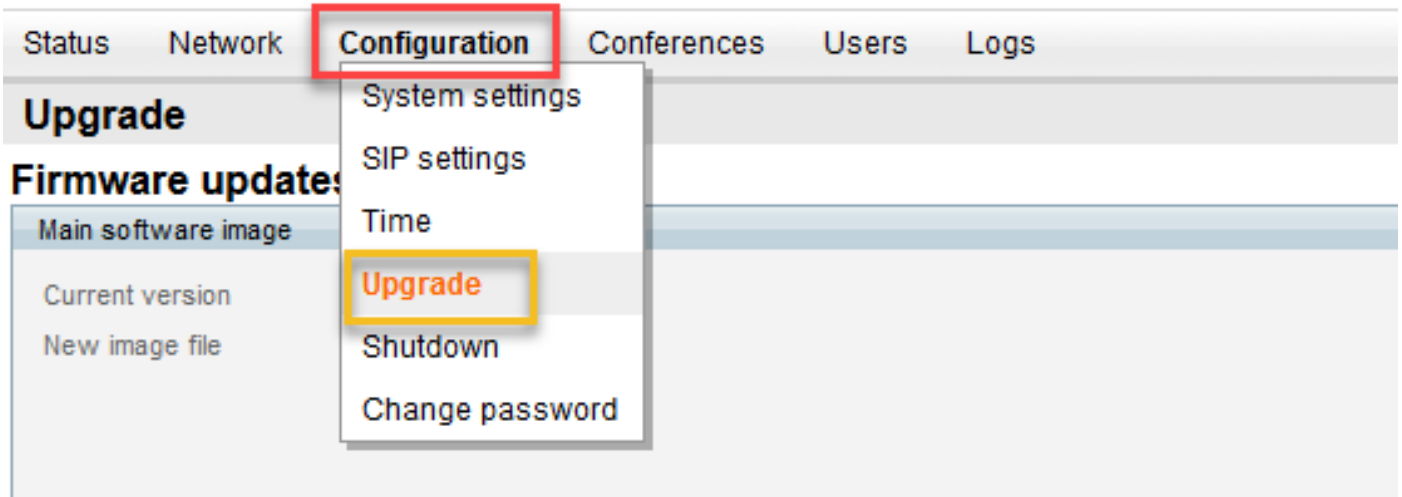 Status Network Configuration Conferences Users Logs
System settings
Upgrade
SIP settings
Firmware updates
Time
Main software image
Upgrade
Current version
New image file
Shutdown
Change password